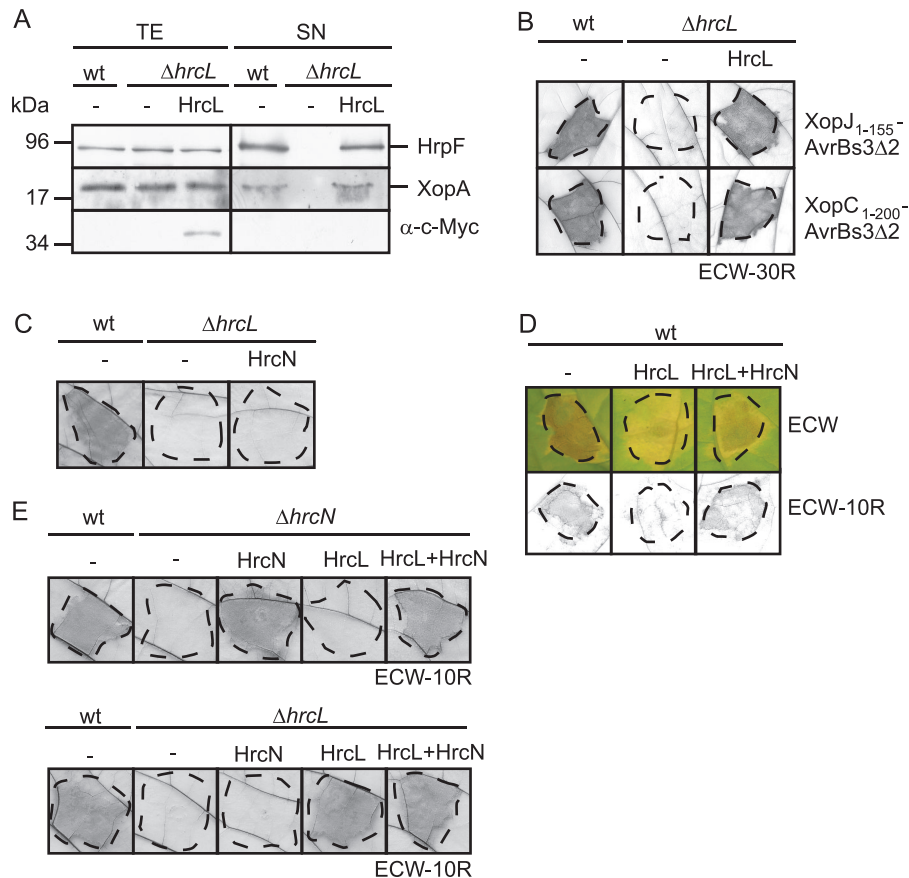 A
TE SN
wt ΔhrcL wt ΔhrcL
kDa - - HrcL - - HrcL
96 HrpF
17 XopA
34 α-c-Myc
B
wt ΔhrcL
- - HrcL
XopJ1-155-
AvrBs3Δ2
XopC1-200-
AvrBs3Δ2
ECW-30R
C
wt ΔhrcL
- - HrcN
D
wt
- HrcL HrcL+HrcN
ECW
ECW-10R
E
wt ΔhrcN
- - HrcN HrcL HrcL+HrcN
ECW-10R
wt ΔhrcL
- - HrcN HrcL HrcL+HrcN
ECW-10R